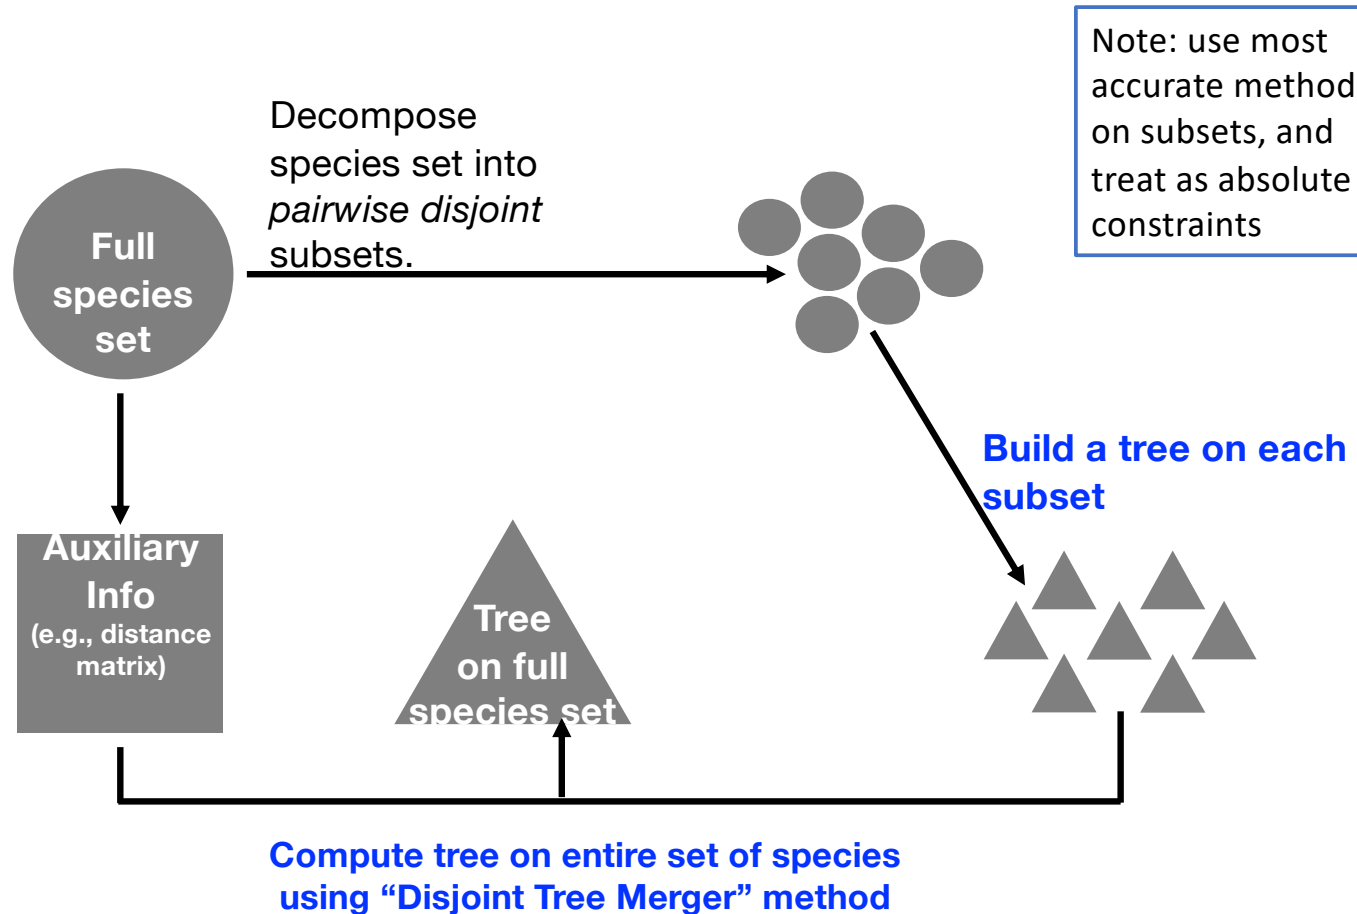 Note: use most
accurate method
on subsets, and
treat as absolute
constraints
Decompose
species set into
pairwise disjoint
subsets.
Full
species
set
Build a tree on each
subset
Auxiliary
Info
(e.g., distance
matrix)
Tree
on full
species set
Compute tree on entire set of species
using “Disjoint Tree Merger” method